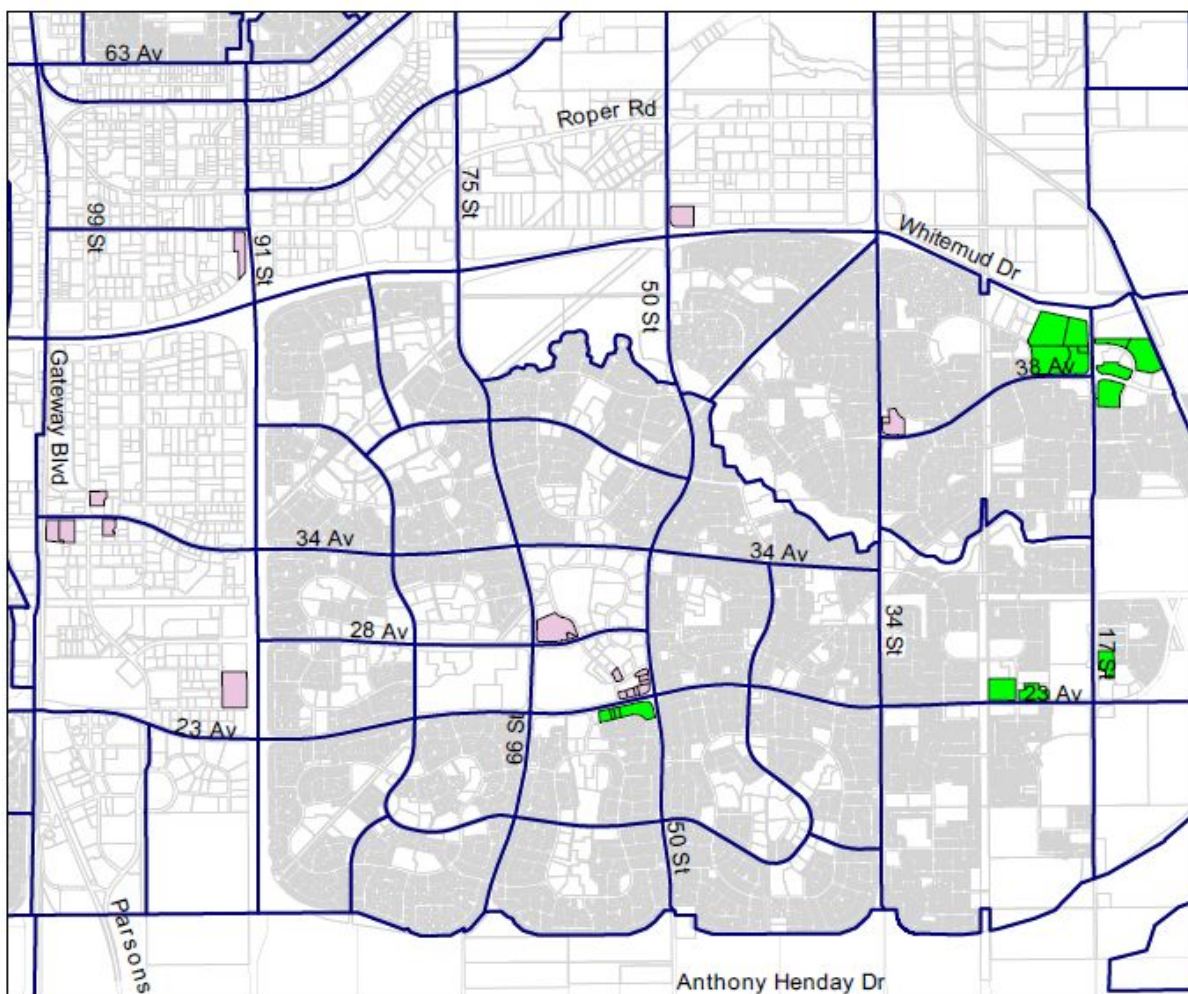 63 Av
Roper Rd
75 St
99 St
91 St
Whitemud Dr
50 St
Gateway Blvd
38 Av
34 Av
34 Av
28 Av
34 St
17 St
23 Av
23 Av
66 St
50 St
Parsons
Anthony Henday Dr